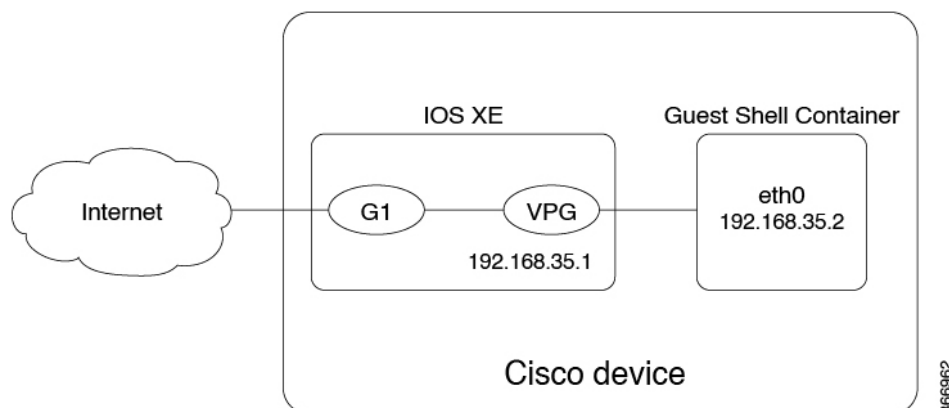 IOS XE
Guest Shell Container
Internet
G1
VPG
eth0
192.168.35.2
192.168.35.1
Cisco device